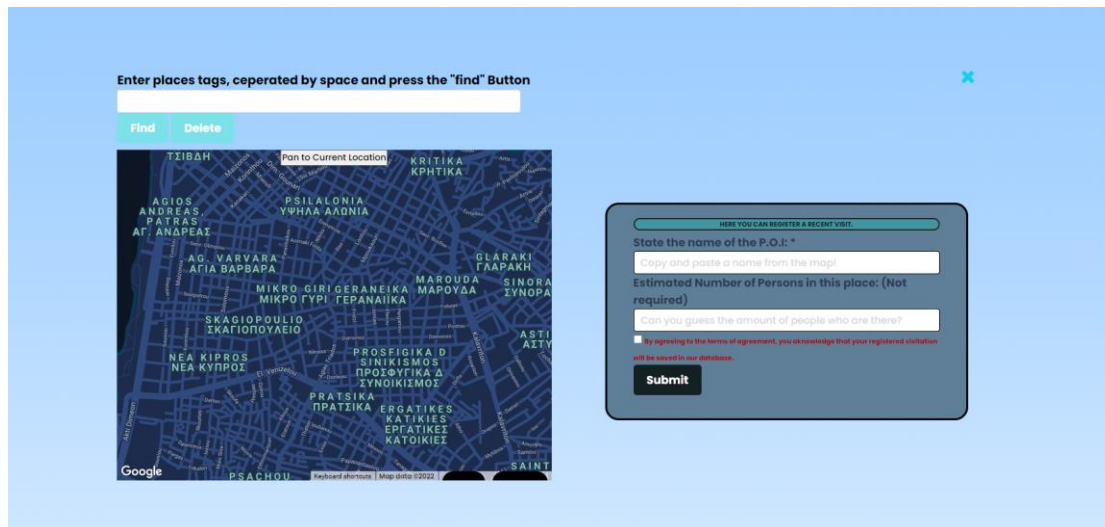 Enter places tags, ceperated by space and press the "find" Button
Find
Delete
Pan to Current Location
ΤΣΙΒΔΗ
KRITIKA
ΚΡΗΤΙΚΑ
AGIOS
ANDREAS,
PATRAS
ΑΓ. ΑΝΔΡΕΑΣ
PSILALONIA
ΥΨΗΛΑ ΑΛΩΝΙΑ
AG. VARVARA
ΑΓΙΑ ΒΑΡΒΑΡΑ
GLARAKI
ΓΛΑΡΑΚΗ
MIKRO GIRI
ΜΙΚΡΟ ΓΥΡΙ
GERANEIKA
ΓΕΡΑΝΑΙΙΚΑ
MAROUDA
ΜΑΡΟΥΔΑ
SINORA
ΣΥΝΟΡΑ
SKAGIOPOULIO
ΣΚΑΓΙΟΠΟΥΛΕΙΟ
ASTI
ΑΣΤΥ
NEA KIPROS
ΝΕΑ ΚΥΠΡΟΣ
El. Venizelou
PROSFIGIKA D
SINIKISMOS
ΠΡΟΣΦΥΓΙΚΑ Δ
ΣΥΝΟΙΚΙΣΜΟΣ
PRATSIKA
ΠΡΑΤΣΙΚΑ
ERGATIKES
KATIKIES
ΕΡΓΑΤΙΚΕΣ
ΚΑΤΟΙΚΙΕΣ
Akti Dimeon
Google
PSACHOU
Keyboard shortcuts
Map data ©2022
SAINT
HERE YOU CAN REGISTER A RECENT VISIT.
State the name of the P.O.I: *
Copy and paste a name from the map!
Estimated Number of Persons in this place: (Not
required)
Can you guess the amount of people who are there?
By agreeing to the terms of agreement, you aknowledge that your registered visitation
will be saved in our database.
Submit